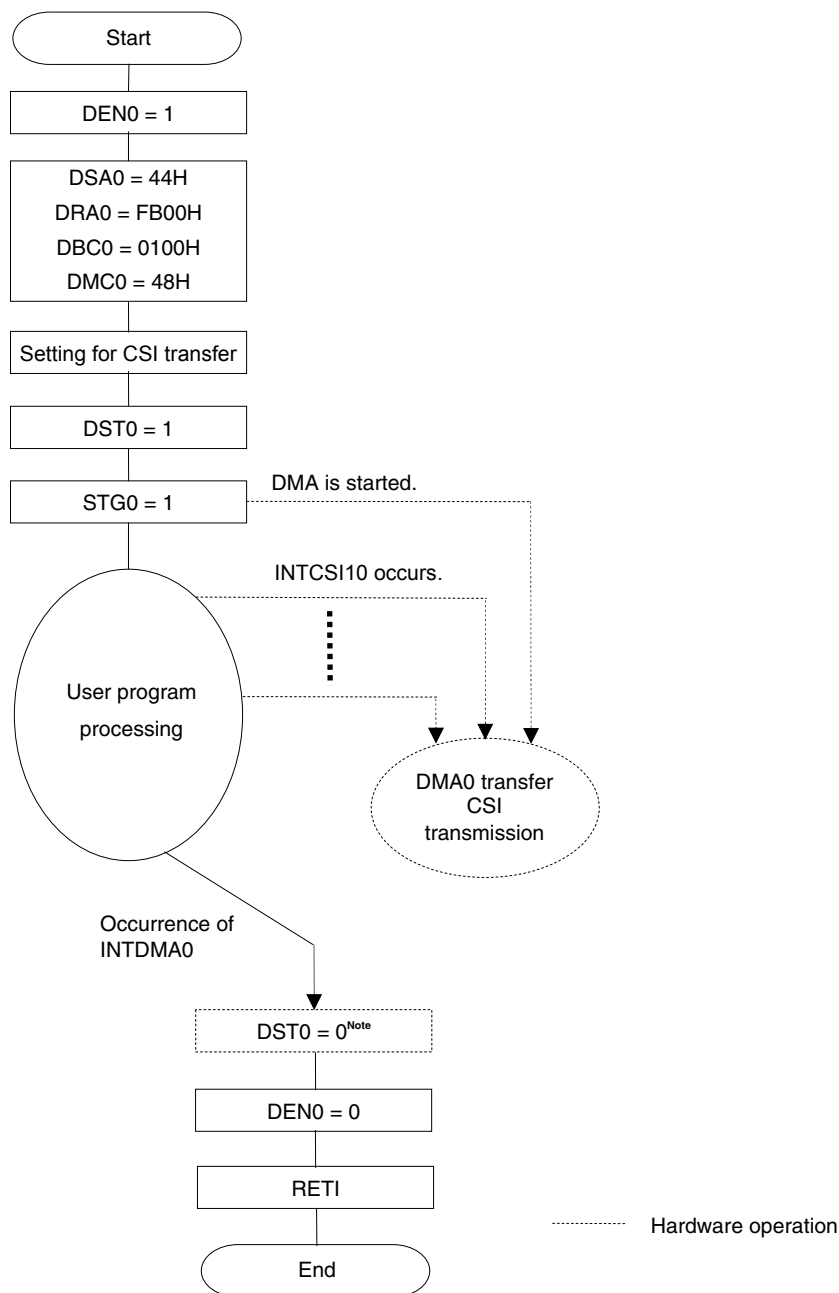 Start
DEN0 = 1
DSA0 = 44H
DRA0 = FB00H
DBC0 = 0100H
DMC0 = 48H
Setting for CSI transfer
DST0 = 1
STG0 = 1
DMA is started.
INTCSI10 occurs.
User program
processing
DMA0 transfer
CSI
transmission
Occurrence of
INTDMA0
DST0 = 0Note
DEN0 = 0
RETI
Hardware operation
End